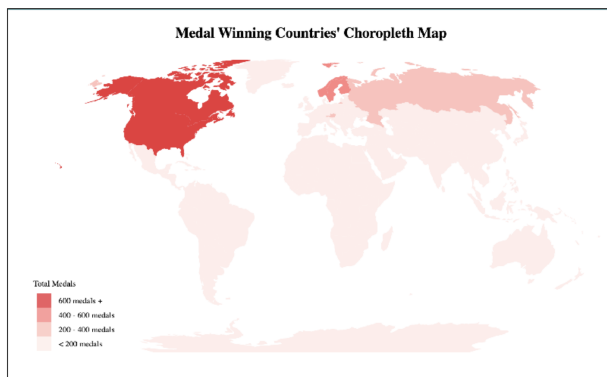 Medal Winning Countries' Choropleth Map
Total Medals
600 medals +
400 - 600 medals
200 - 400 medals
< 200 medals